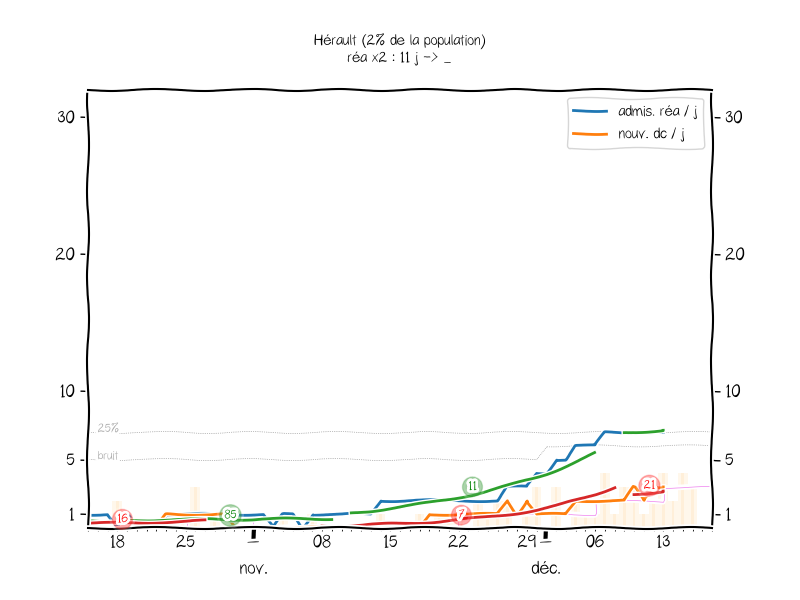 Hérault (2% de la population)
réa x2 : 11 j -> _
admis. réa / j
nouv. dc / j
30 30
20 20
10 10
25%
5 bruit 5
1 16 85 11 7 21 1
18 25 08 15 22 29 06 13
nov. déc.